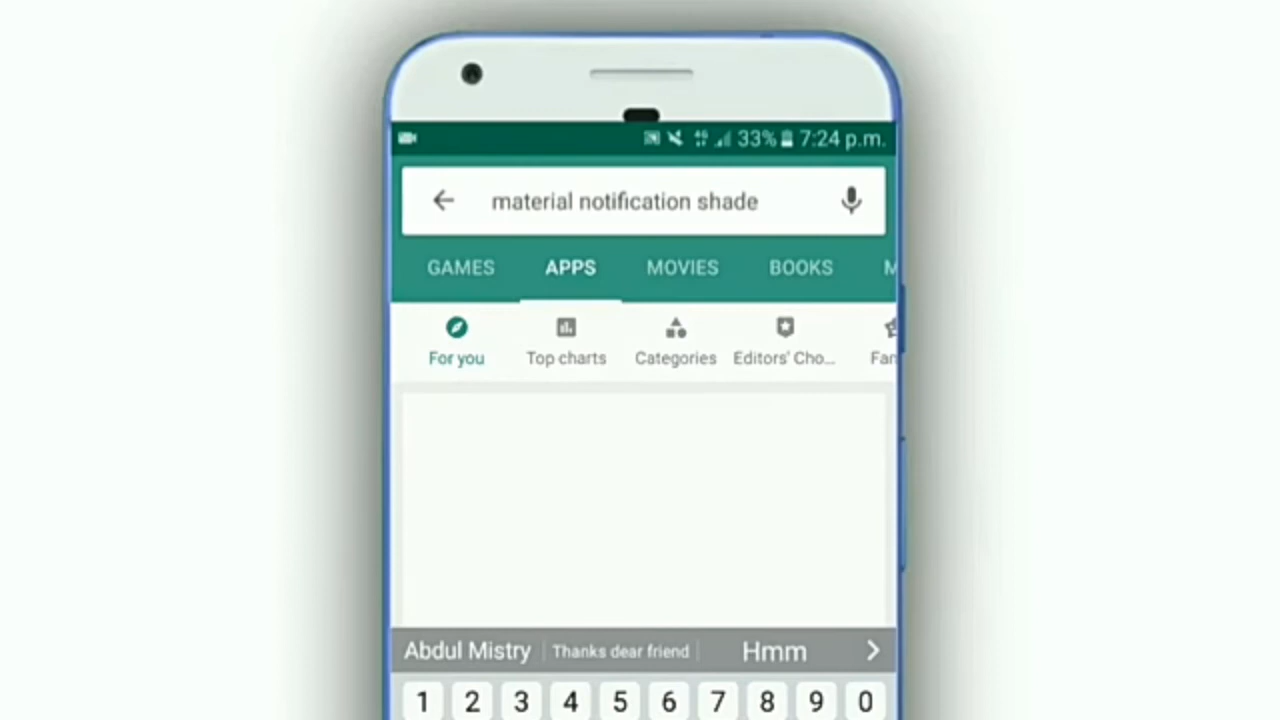 33% 7:24 p.m.
material notification shade
GAMES APPS MOVIES BOOKS M
For you Top charts Categories Editors' Cho... Fan
Abdul Mistry Thanks dear friend Hmm
1 2 3 4 5 6 7 8 9 0